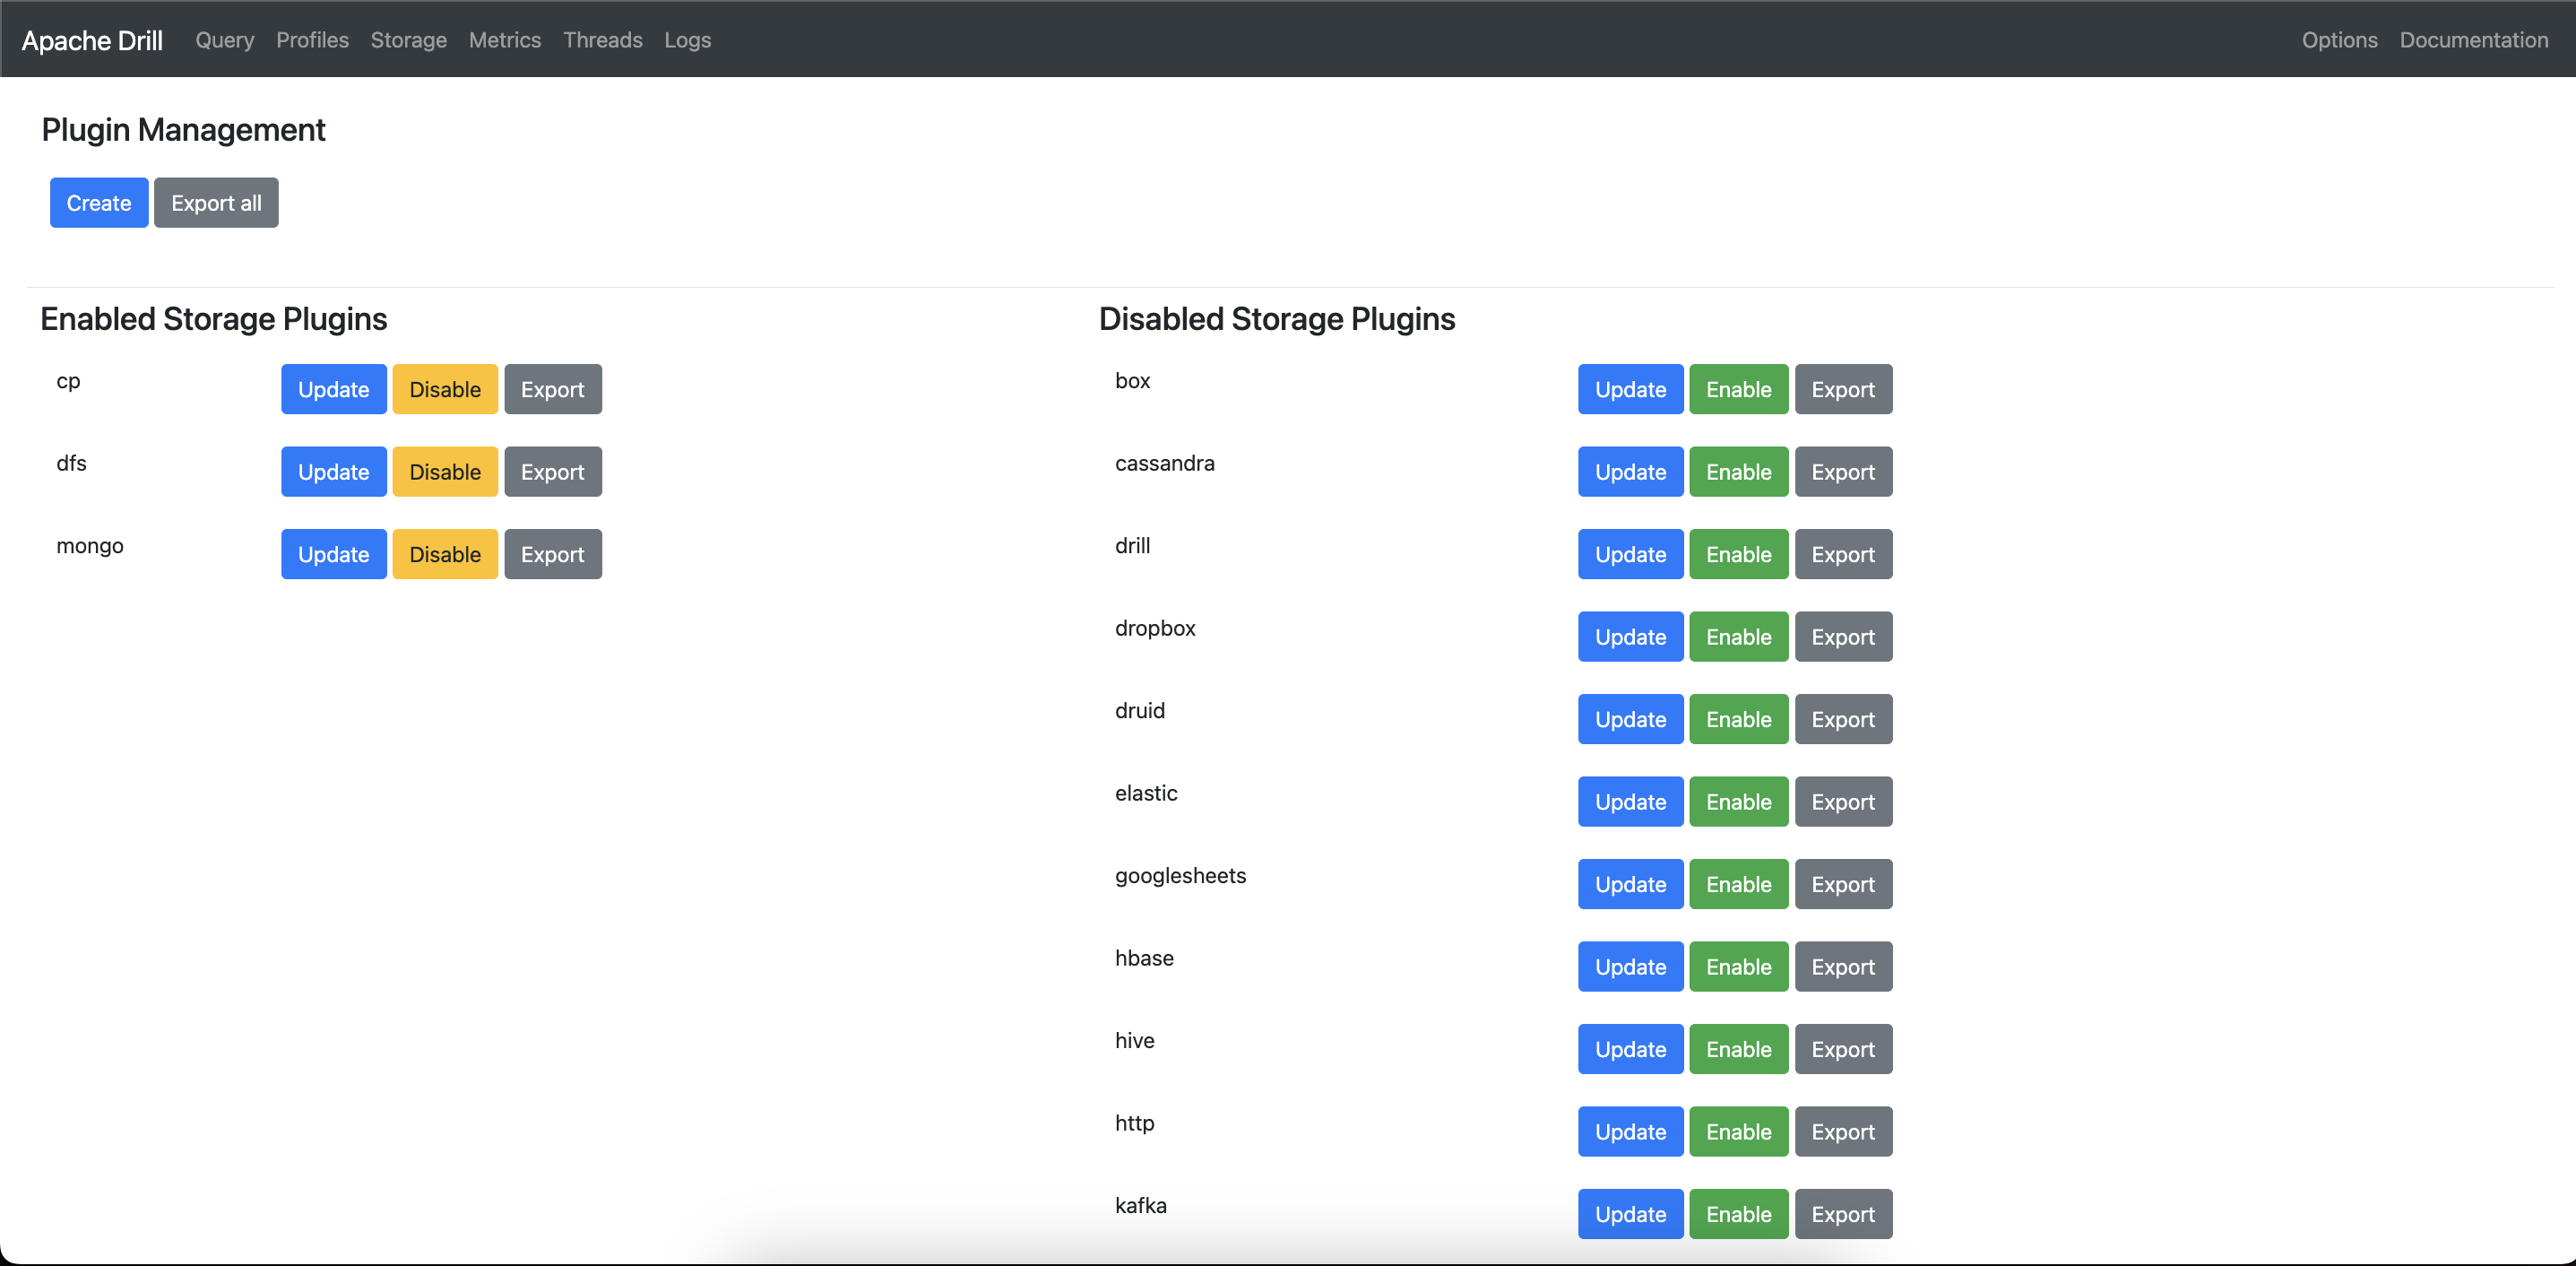 Apache Drill Query Profiles Storage Metrics Threads Logs Options Documentation
Plugin Management
Create Export all
Enabled Storage Plugins
cp Update Disable Export
dfs Update Disable Export
mongo Update Disable Export
Disabled Storage Plugins
box Update Enable Export
cassandra Update Enable Export
drill Update Enable Export
dropbox Update Enable Export
druid Update Enable Export
elastic Update Enable Export
googlesheets Update Enable Export
hbase Update Enable Export
hive Update Enable Export
http Update Enable Export
kafka Update Enable Export